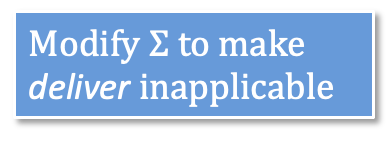 Modify Σ to make
deliver inapplicable